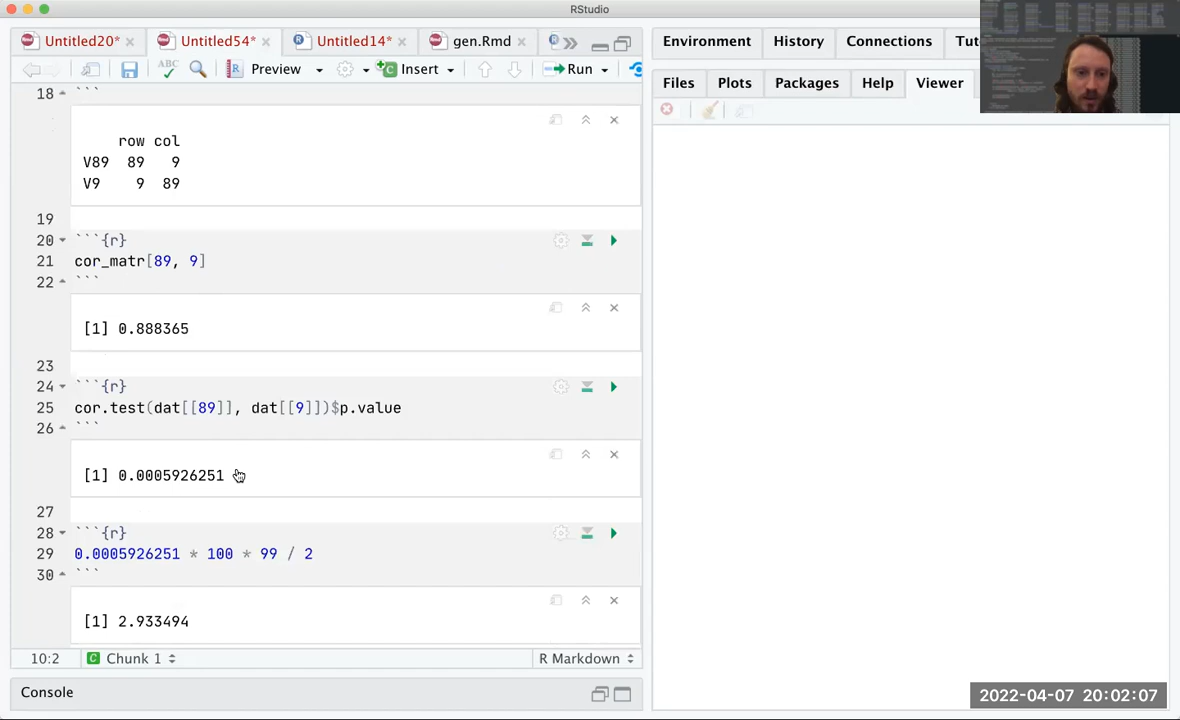 RStudio
Untitled20*
Untitled54*
Untitled14*
gen.Rmd
Environment
History
Connections
Tut
ABC
Preview
Insert
Run
Files
Plots
Packages
Help
Viewer
18 ```
row col
V89 89 9
V9 9 89
19
20 ```{r}
21 cor_matr[89, 9]
22 ```
[1] 0.888365
23
24 ```{r}
25 cor.test(dat[[89]], dat[[9]])$p.value
26 ```
[1] 0.0005926251
27
28 ```{r}
29 0.0005926251 * 100 * 99 / 2
30 ```
[1] 2.933494
10:2
Chunk 1
R Markdown
Console
2022-04-07 20:02:07